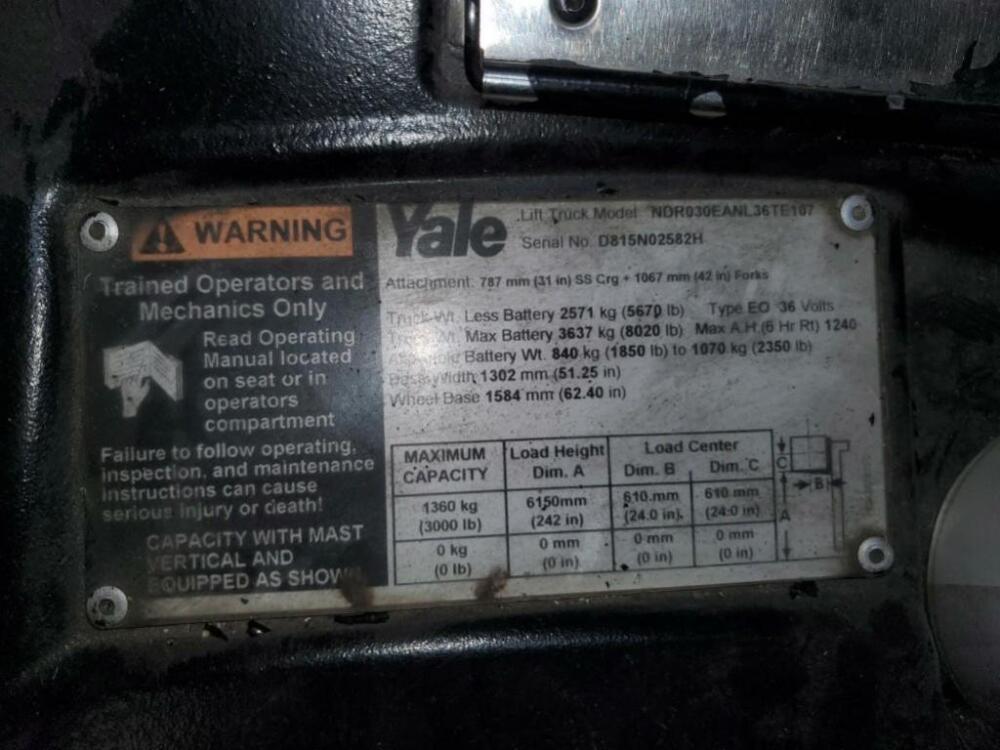 WARNING
Trained Operators and
Mechanics Only
Read Operating
Manual located
on seat or in
operators
compartment
Failure to follow operating,
inspection, and maintenance
instructions can cause
serious injury or death!
CAPACITY WITH MAST
VERTICAL AND
EQUIPPED AS SHOWN
Yale
Lift Truck Model NDR030EANL36TE107
Serial No. D815N02582H
Attachment: 787 mm (31 in) SS Crg + 1067 mm (42 in) Forks
Truck Wt. Less Battery 2571 kg (5670 lb) Type EO 36 Volts
Wt. Max Battery 3637 kg (8020 lb) Max A.H.(6 Hr Rt) 1240
Battery Wt. 840 kg (1850 lb) to 1070 kg (2350 lb)
Width 1302 mm (51.25 in)
Wheel Base 1584 mm (62.40 in)
MAXIMUM CAPACITY Load Height Dim. A Load Center Dim. B Dim. C
1360 kg (3000 lb) 6150mm (242 in) 610 mm (24.0 in) 610 mm (24.0 in)
0 kg (0 lb) 0 mm (0 in) 0 mm (0 in) 0 mm (0 in)
C
B
A